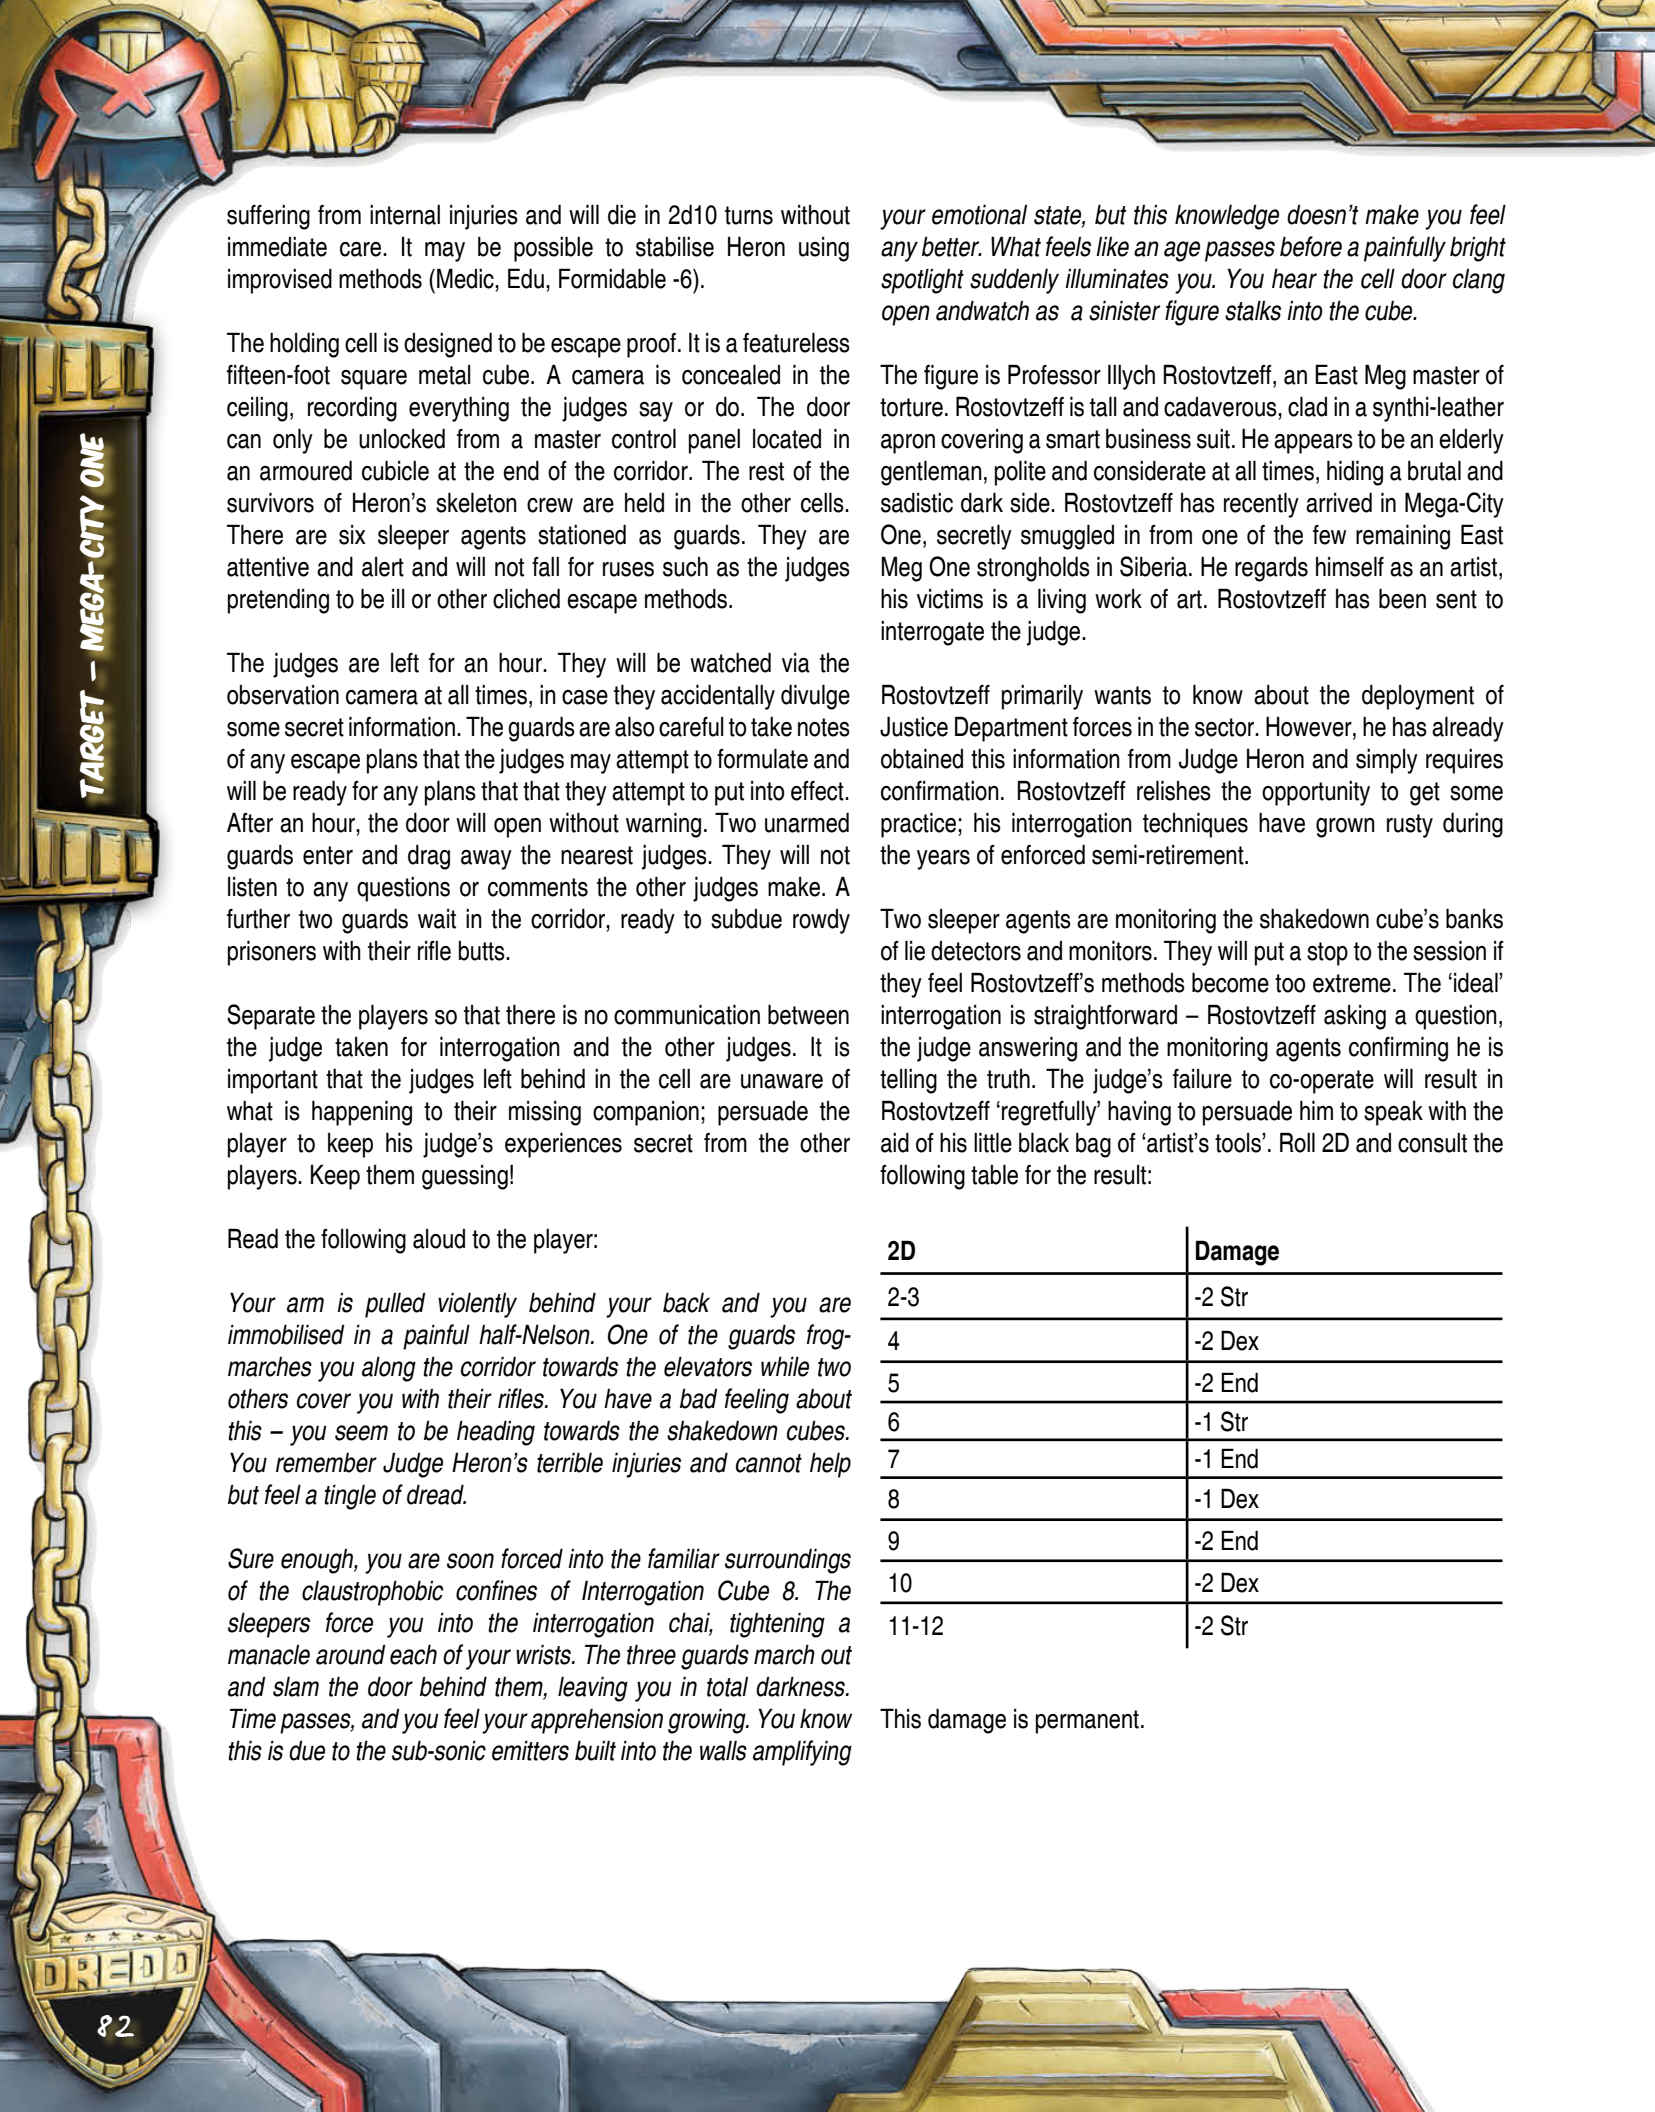 TARGET – MEGA-CITY ONE
suffering from internal injuries and will die in 2d10 turns without
immediate care. It may be possible to stabilise Heron using
improvised methods (Medic, Edu, Formidable -6).
The holding cell is designed to be escape proof. It is a featureless
fifteen-foot square metal cube. A camera is concealed in the
ceiling, recording everything the judges say or do. The door
can only be unlocked from a master control panel located in
an armoured cubicle at the end of the corridor. The rest of the
survivors of Heron's skeleton crew are held in the other cells.
There are six sleeper agents stationed as guards. They are
attentive and alert and will not fall for ruses such as the judges
pretending to be ill or other cliched escape methods.
The judges are left for an hour. They will be watched via the
observation camera at all times, in case they accidentally divulge
some secret information. The guards are also careful to take notes
of any escape plans that the judges may attempt to formulate and
will be ready for any plans that that they attempt to put into effect.
After an hour, the door will open without warning. Two unarmed
guards enter and drag away the nearest judges. They will not
listen to any questions or comments the other judges make. A
further two guards wait in the corridor, ready to subdue rowdy
prisoners with their rifle butts.
Separate the players so that there is no communication between
the judge taken for interrogation and the other judges. It is
important that the judges left behind in the cell are unaware of
what is happening to their missing companion; persuade the
player to keep his judge's experiences secret from the other
players. Keep them guessing!
Read the following aloud to the player:
Your arm is pulled violently behind your back and you are
immobilised in a painful half-Nelson. One of the guards frog-
marches you along the corridor towards the elevators while two
others cover you with their rifles. You have a bad feeling about
this – you seem to be heading towards the shakedown cubes.
You remember Judge Heron's terrible injuries and cannot help
but feel a tingle of dread.
Sure enough, you are soon forced into the familiar surroundings
of the claustrophobic confines of Interrogation Cube 8. The
sleepers force you into the interrogation chai, tightening a
manacle around each of your wrists. The three guards march out
and slam the door behind them, leaving you in total darkness.
Time passes, and you feel your apprehension growing. You know
this is due to the sub-sonic emitters built into the walls amplifying
your emotional state, but this knowledge doesn't make you feel
any better. What feels like an age passes before a painfully bright
spotlight suddenly illuminates you. You hear the cell door clang
open andwatch as a sinister figure stalks into the cube.
The figure is Professor Illych Rostovtzeff, an East Meg master of
torture. Rostovtzeff is tall and cadaverous, clad in a synthi-leather
apron covering a smart business suit. He appears to be an elderly
gentleman, polite and considerate at all times, hiding a brutal and
sadistic dark side. Rostovtzeff has recently arrived in Mega-City
One, secretly smuggled in from one of the few remaining East
Meg One strongholds in Siberia. He regards himself as an artist,
his victims is a living work of art. Rostovtzeff has been sent to
interrogate the judge.
Rostovtzeff primarily wants to know about the deployment of
Justice Department forces in the sector. However, he has already
obtained this information from Judge Heron and simply requires
confirmation. Rostovtzeff relishes the opportunity to get some
practice; his interrogation techniques have grown rusty during
the years of enforced semi-retirement.
Two sleeper agents are monitoring the shakedown cube's banks
of lie detectors and monitors. They will put a stop to the session if
they feel Rostovtzeff's methods become too extreme. The ‘ideal’
interrogation is straightforward – Rostovtzeff asking a question,
the judge answering and the monitoring agents confirming he is
telling the truth. The judge's failure to co-operate will result in
Rostovtzeff ‘regretfully’ having to persuade him to speak with the
aid of his little black bag of ‘artist's tools’. Roll 2D and consult the
following table for the result:
2D Damage
2-3 -2 Str
4 -2 Dex
5 -2 End
6 -1 Str
7 -1 End
8 -1 Dex
9 -2 End
10 -2 Dex
11-12 -2 Str
This damage is permanent.
DREDD
82